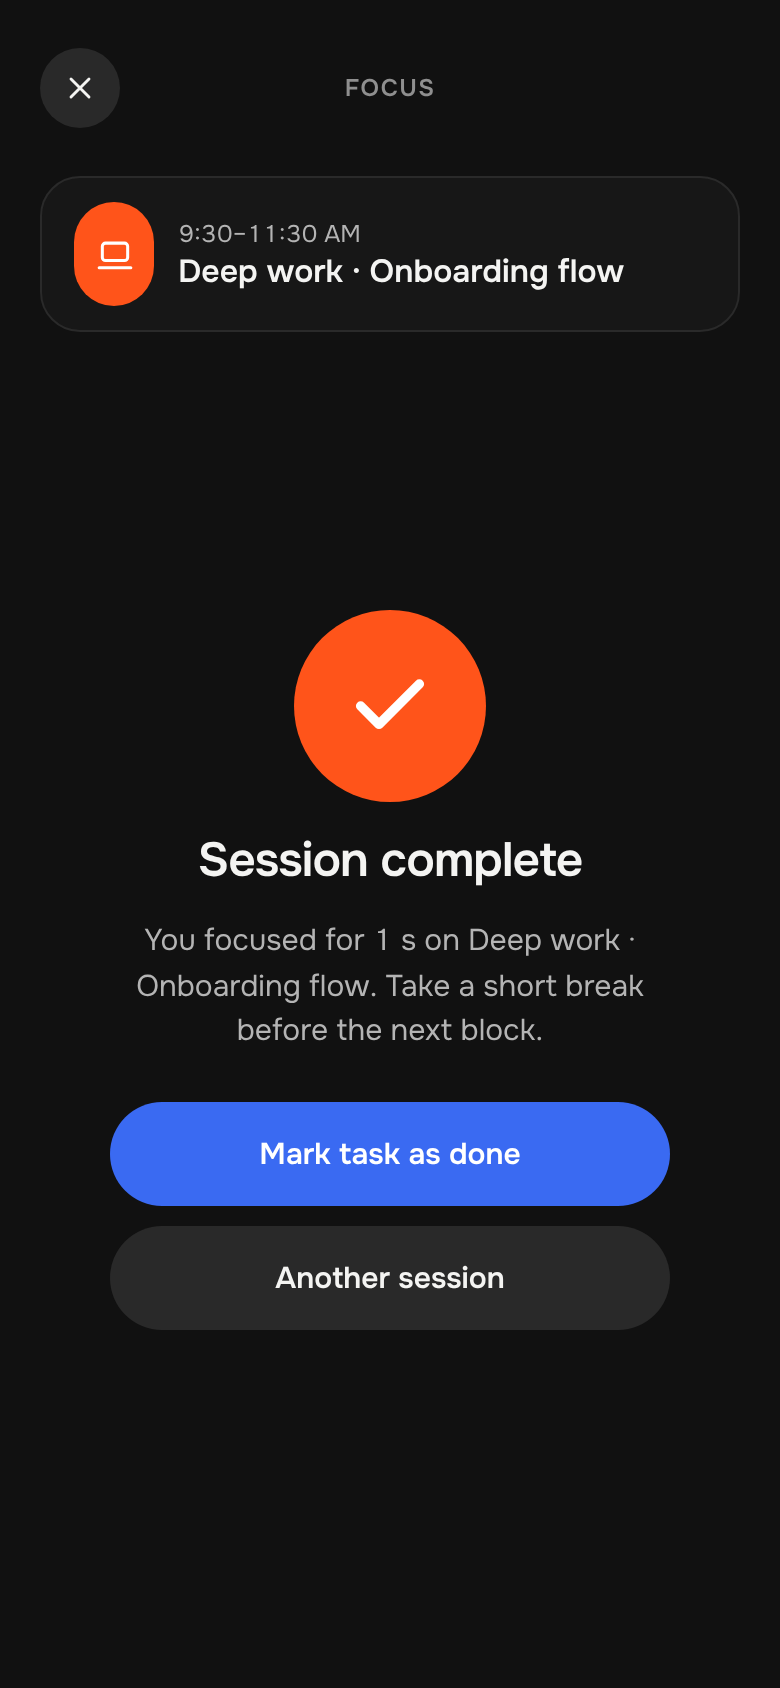 FOCUS
9:30–11:30 AM
Deep work · Onboarding flow
Session complete
You focused for 1 s on Deep work ·
Onboarding flow. Take a short break
before the next block.
Mark task as done
Another session